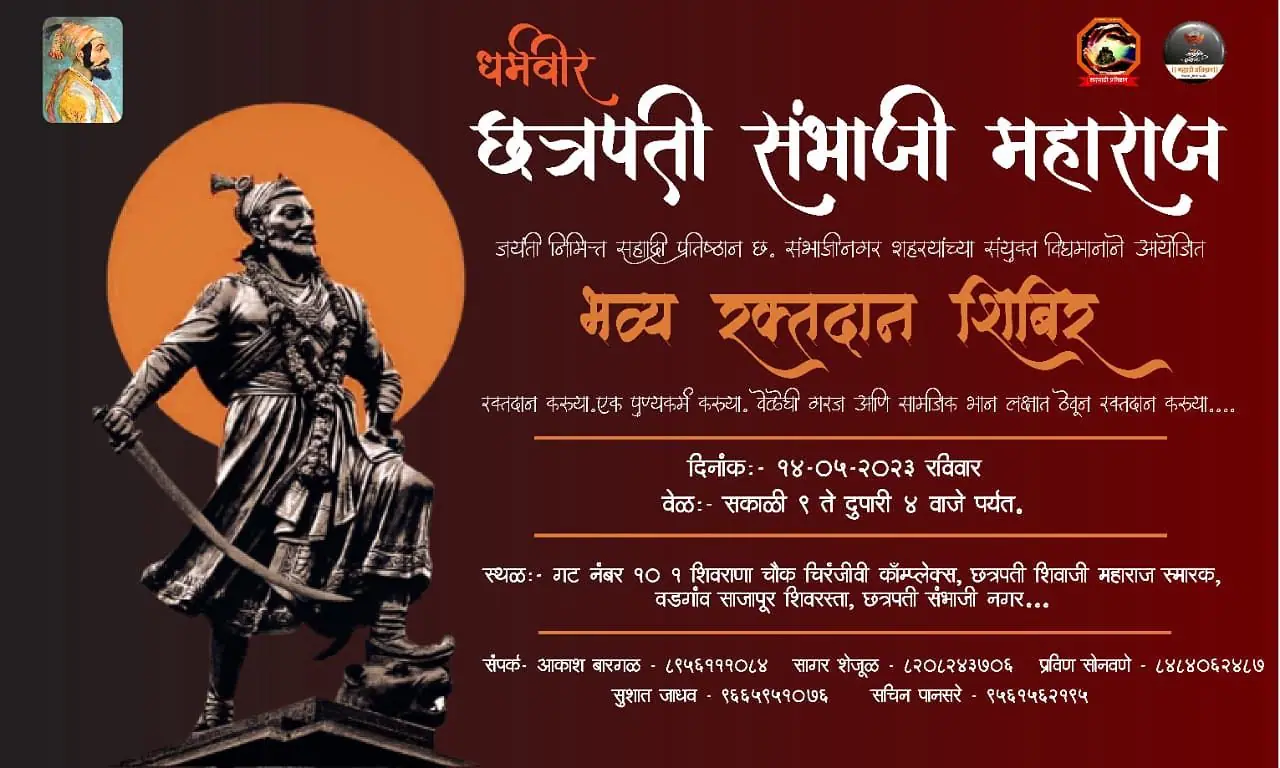 धर्मवीर
छत्रपती संभाजी महाराज
जयंती निमित्त सह्याद्री प्रतिष्ठान छ. संभाजीनगर शहरयांच्या संयुक्त विद्यमानाने आयोजित
भव्य रक्तदान शिबिर
रक्तदान करुया.एक पुण्यकर्म करुया. वेळेची गरज आणि सामजिक भान लक्षात ठेवून रक्तदान करुया....
दिनांक:- १४-०५-२०२३ रविवार
वेळ:- सकाळी ९ ते दुपारी ४ वाजे पर्यंत.
स्थळ:- गट नंबर १० १ शिवराणा चौक चिरंजीवी कॉम्प्लेक्स, छत्रपती शिवाजी महाराज स्मारक,
वडगांव साजापूर शिवरस्ता, छत्रपती संभाजी नगर...
संपर्क- आकाश बारगळ - ८९५६१११०८४ सागर शेजूळ - ८२०८२४३७०६ प्रविण सोनवणे - ८४८४०६२४८७
सुशात जाधव - ९६६५९५१०७६ सचिन पानसरे - ९५६१५६२१९५